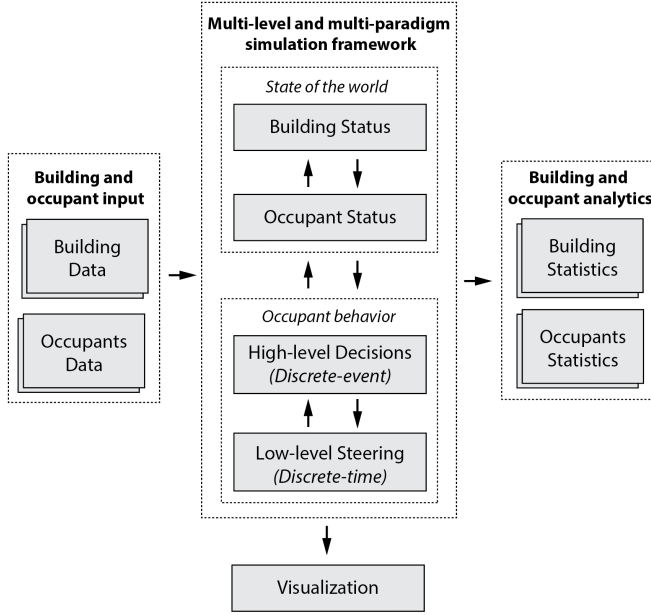 Multi-level and multi-paradigm
simulation framework
State of the world
Building Status
Occupant Status
Building and
occupant input
Building
Data
Occupants
Data
Occupant behavior
High-level Decisions
(Discrete-event)
Low-level Steering
(Discrete-time)
Building and
occupant analytics
Building
Statistics
Occupants
Statistics
Visualization